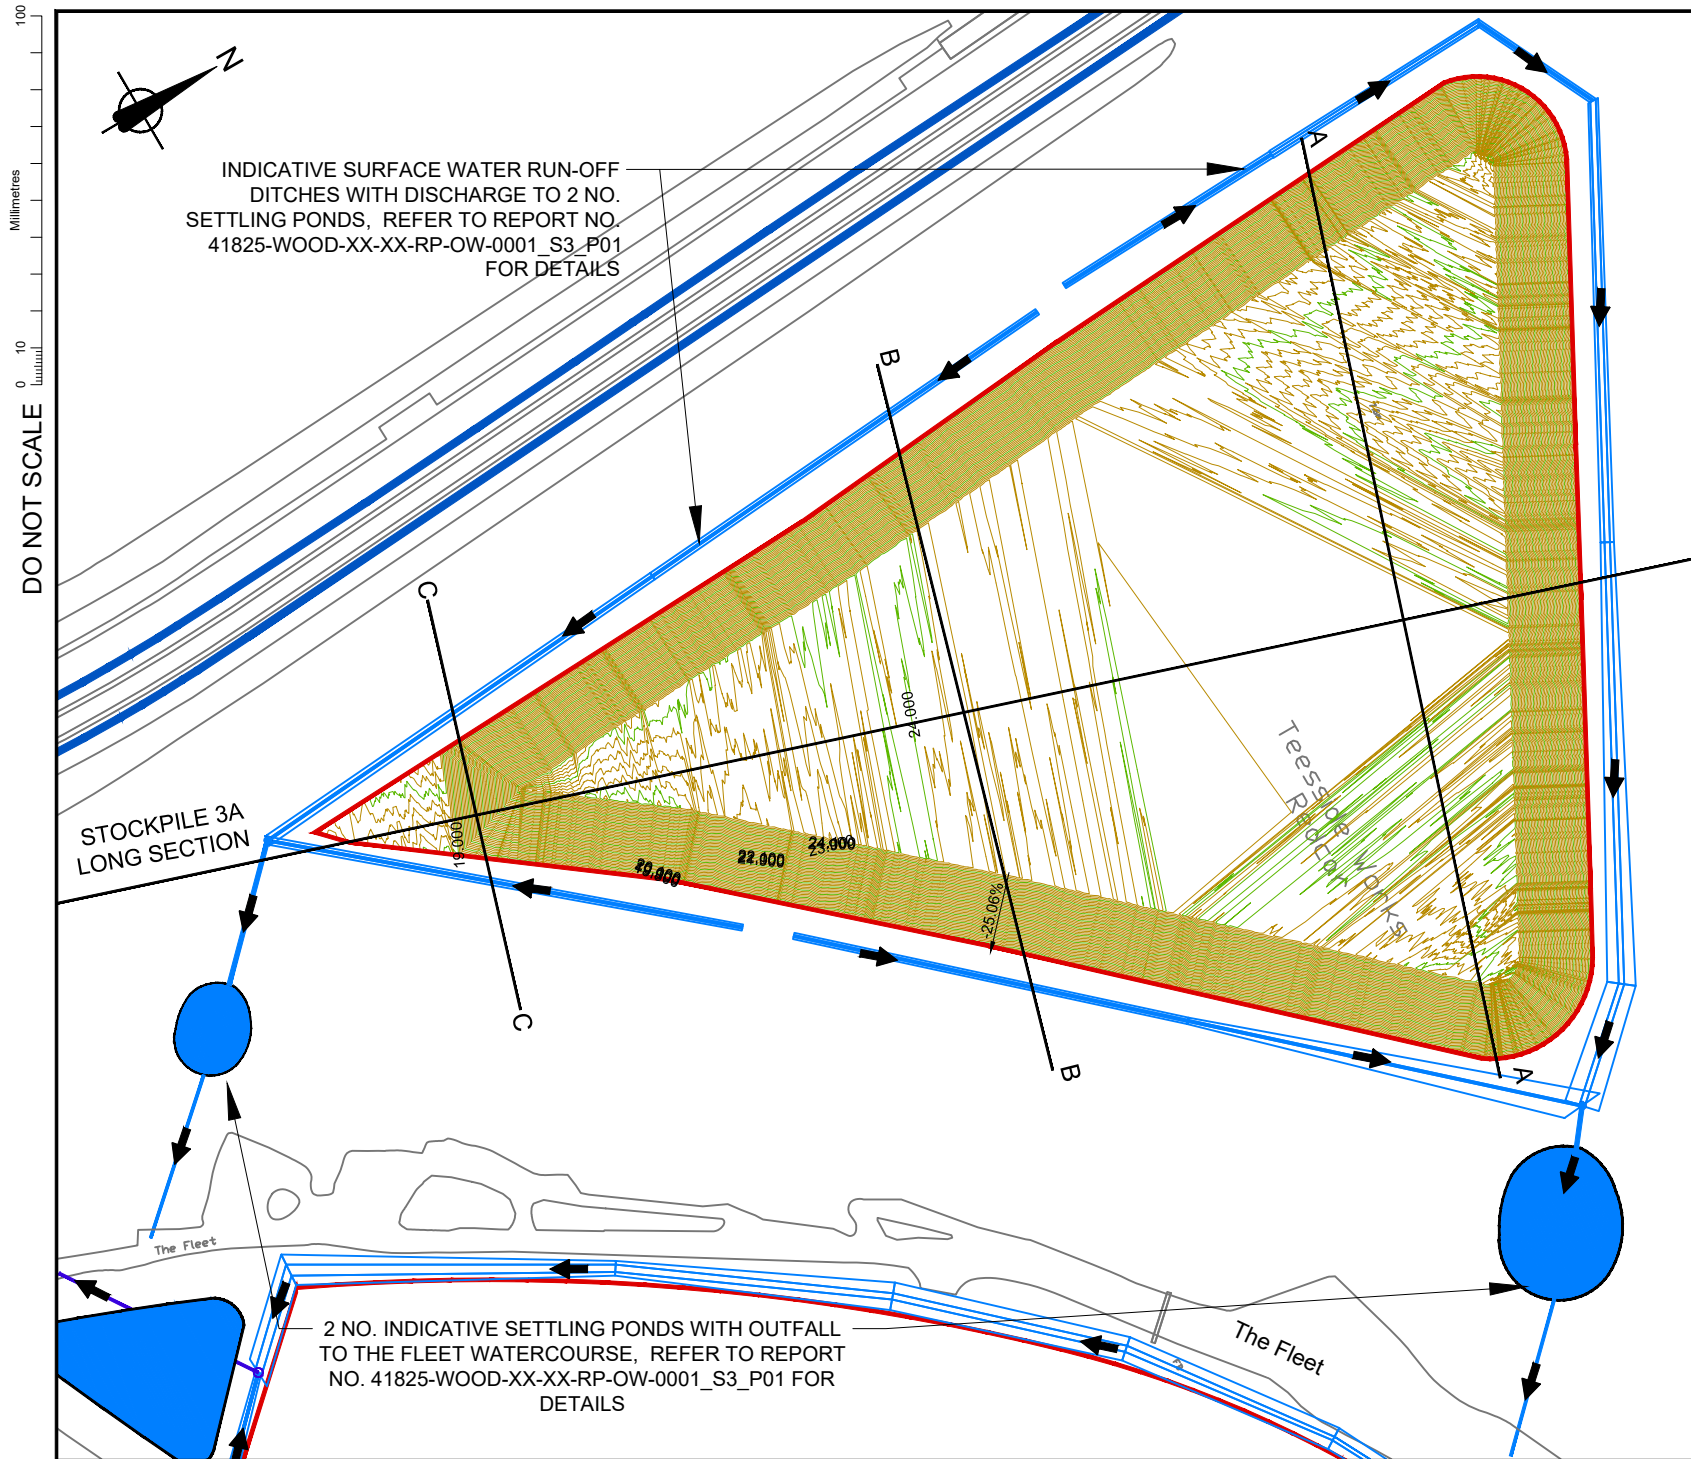 100
Millimetres
10
0
DO NOT SCALE
N
INDICATIVE SURFACE WATER RUN-OFF
DITCHES WITH DISCHARGE TO 2 NO.
SETTLING PONDS, REFER TO REPORT NO.
41825-WOOD-XX-XX-RP-OW-0001_S3_P01
FOR DETAILS
A
B
C
24.000
STOCKPILE 3A
LONG SECTION
19.000
24.000
-25.06%
Teesside Works
Redcar
C
B
A
The Fleet
2 NO. INDICATIVE SETTLING PONDS WITH OUTFALL
TO THE FLEET WATERCOURSE, REFER TO REPORT
NO. 41825-WOOD-XX-XX-RP-OW-0001_S3_P01 FOR
DETAILS
The Fleet